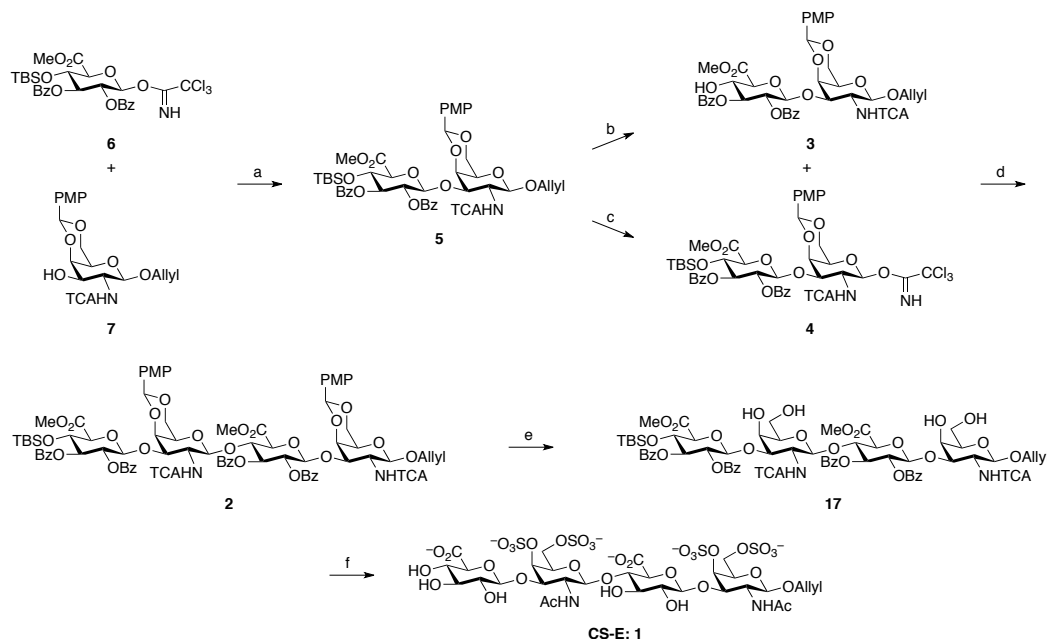 PMP
O
O
MeO₂C
TBSO
BzO
O
O
OBz
CCl₃
NH
6
+
PMP
O
O
HO
O
OAllyl
TCAHN
7
a
PMP
O
O
MeO₂C
TBSO
BzO
O
OBz
O
O
TCAHN
OAllyl
5
b
c
PMP
O
O
MeO₂C
HO
BzO
O
OBz
O
O
OAllyl
NHTCA
3
+
PMP
O
O
MeO₂C
TBSO
BzO
O
OBz
O
O
TCAHN
O
CCl₃
NH
4
d
PMP
O
O
PMP
O
O
MeO₂C
TBSO
BzO
O
OBz
O
O
TCAHN
O
MeO₂C
BzO
O
OBz
O
O
OAllyl
NHTCA
2
e
HO
OH
MeO₂C
TBSO
BzO
O
OBz
O
O
TCAHN
O
MeO₂C
BzO
O
OBz
O
HO
OH
O
OAlly
NHTCA
17
f
⁻O₃SO
OSO₃⁻
⁻O₂C
HO
HO
O
OH
O
O
AcHN
O
⁻O₂C
HO
O
OH
O
⁻O₃SO
OSO₃⁻
O
OAllyl
NHAc
CS-E: 1